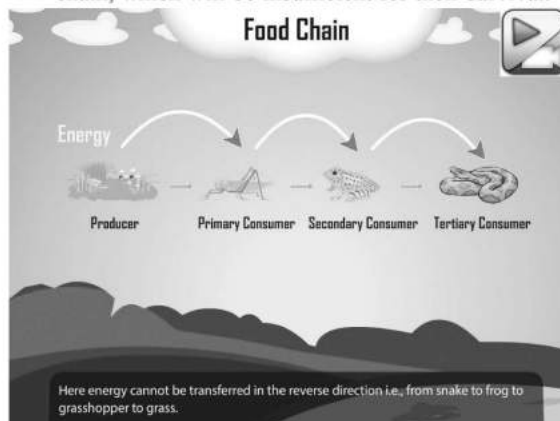 Food Chain
Energy
Producer
Primary Consumer
Secondary Consumer
Tertiary Consumer
Here energy cannot be transferred in the reverse direction i.e., from snake to frog to
grasshopper to grass.